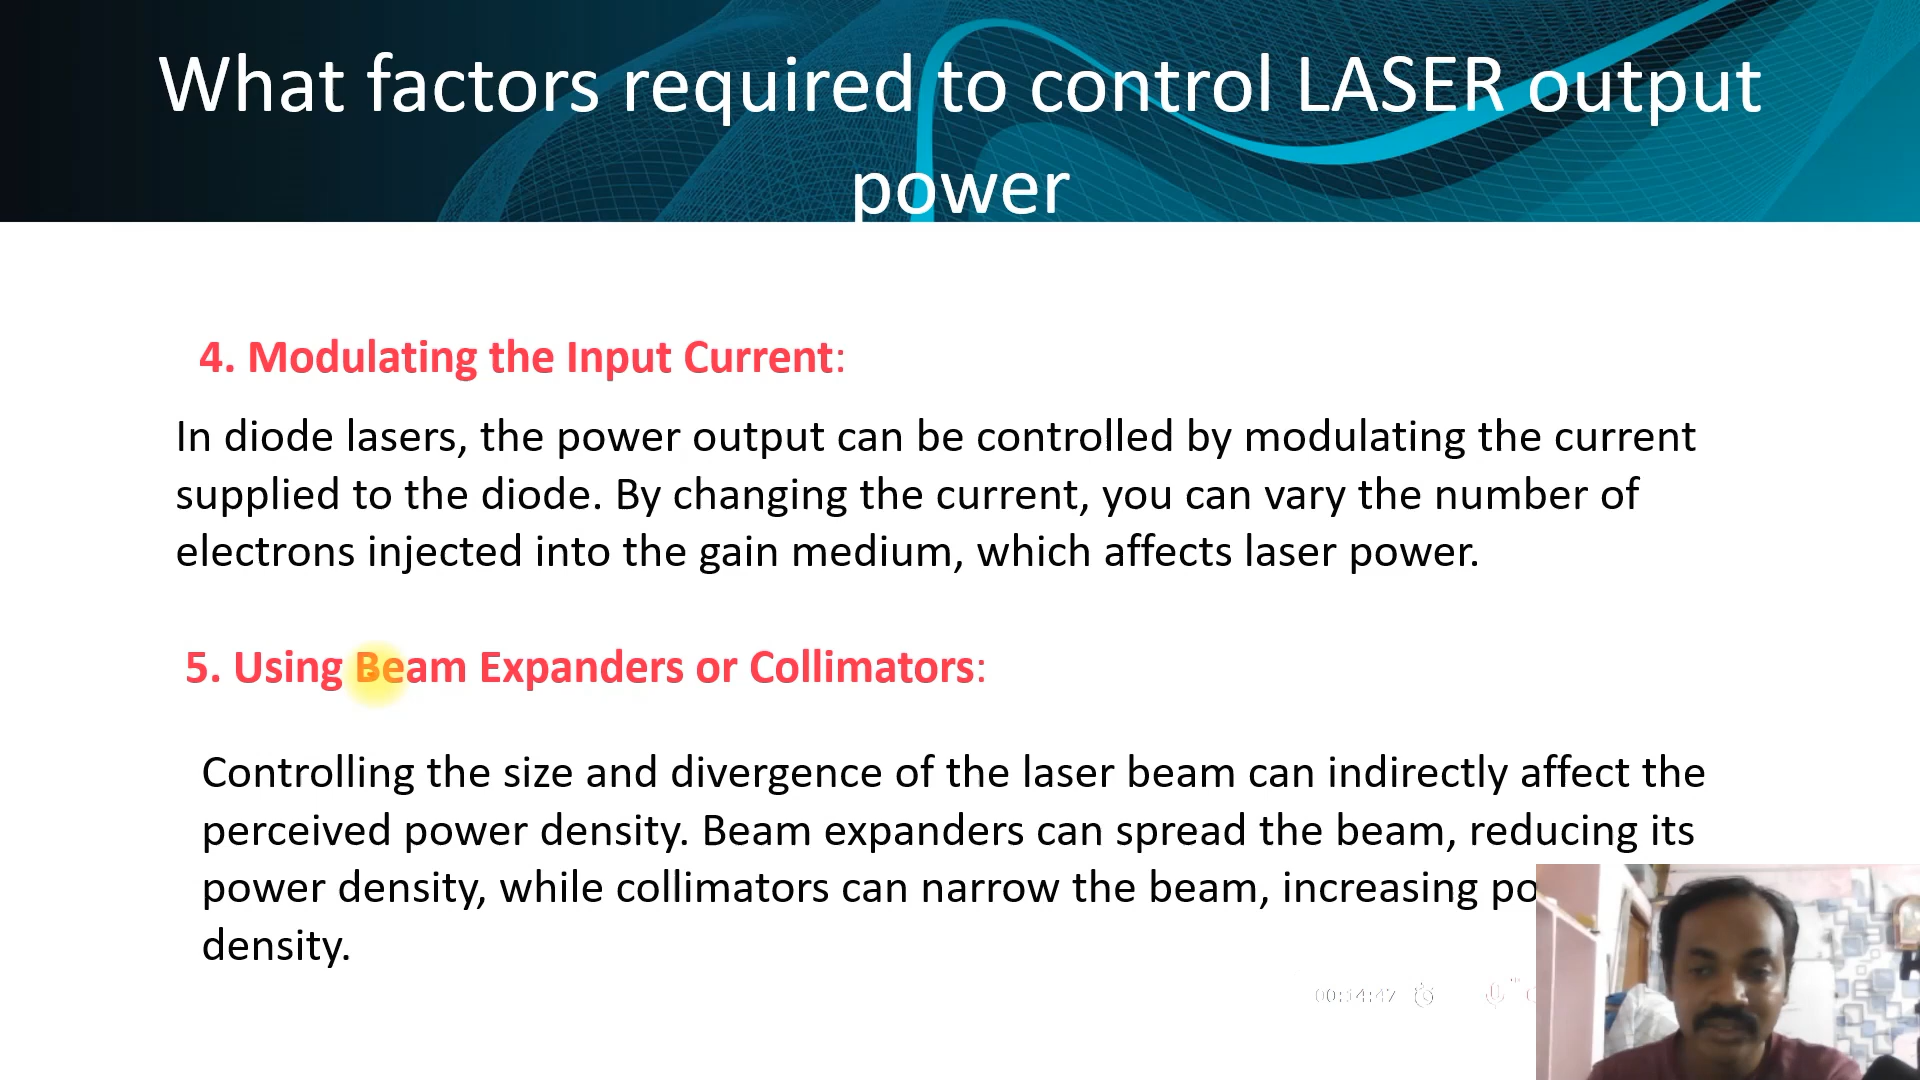 What factors required to control LASER output
power
4. Modulating the Input Current:
In diode lasers, the power output can be controlled by modulating the current
supplied to the diode. By changing the current, you can vary the number of
electrons injected into the gain medium, which affects laser power.
5. Using Beam Expanders or Collimators:
Controlling the size and divergence of the laser beam can indirectly affect the
perceived power density. Beam expanders can spread the beam, reducing its
power density, while collimators can narrow the beam, increasing
density.
00:14:47